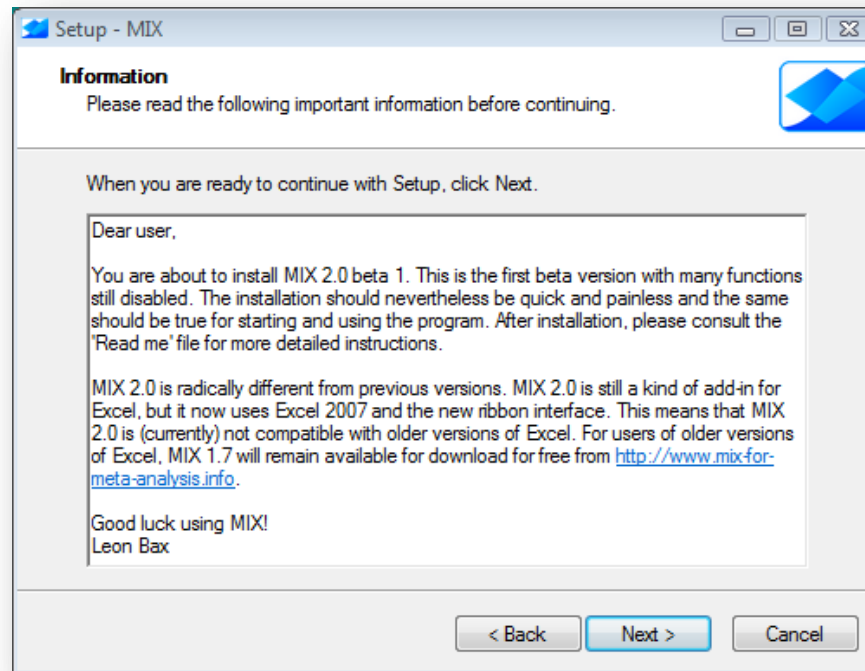 Setup - MIX
Information
Please read the following important information before continuing.
When you are ready to continue with Setup, click Next.
Dear user,
You are about to install MIX 2.0 beta 1. This is the first beta version with many functions
still disabled. The installation should nevertheless be quick and painless and the same
should be true for starting and using the program. After installation, please consult the
'Read me' file for more detailed instructions.
MIX 2.0 is radically different from previous versions. MIX 2.0 is still a kind of add-in for
Excel, but it now uses Excel 2007 and the new ribbon interface. This means that MIX
2.0 is (currently) not compatible with older versions of Excel. For users of older versions
of Excel, MIX 1.7 will remain available for download for free from http://www.mix-for-
meta-analysis.info.
Good luck using MIX!
Leon Bax
< Back
Next >
Cancel